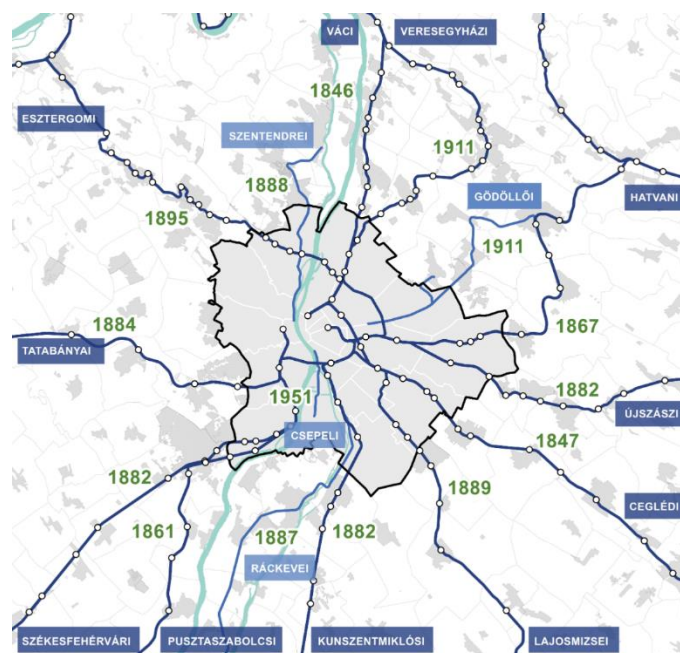 VÁCI
VERESEGYHÁZI
1846
ESZTERGOMI
SZENTENDREI
1911
1888
GÖDÖLLŐI
HATVANI
1895
1911
1884
1867
TATABÁNYAI
1882
1951
ÚJSZÁSZI
CSEPELI
1847
1882
1889
CEGLÉDI
1861
1887
1882
RÁCKEVEI
SZÉKESFEHÉRVÁRI
PUSZTASZABOLCSI
KUNSZENTMIKLÓSI
LAJOSMIZSEI